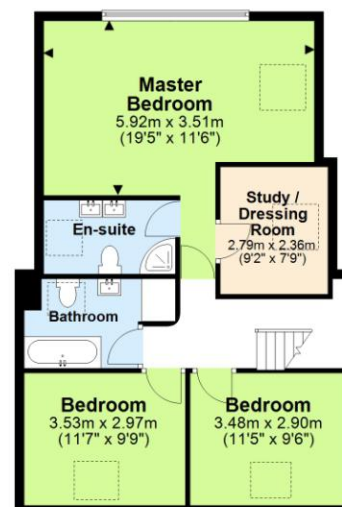 Master
Bedroom
5.92m x 3.51m
(19'5" x 11'6")
Study /
Dressing
Room
2.79m x 2.36m
(9'2" x 7'9")
En-suite
Bathroom
Bedroom
3.53m x 2.97m
(11'7" x 9'9")
Bedroom
3.48m x 2.90m
(11'5" x 9'6")